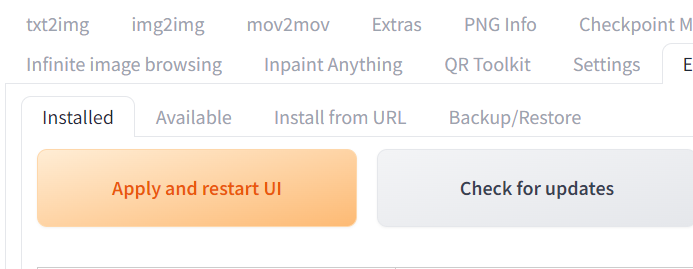 txt2img img2img mov2mov Extras PNG Info Checkpoint M
Infinite image browsing Inpaint Anything QR Toolkit Settings E
Installed Available Install from URL Backup/Restore
Apply and restart UI Check for updates